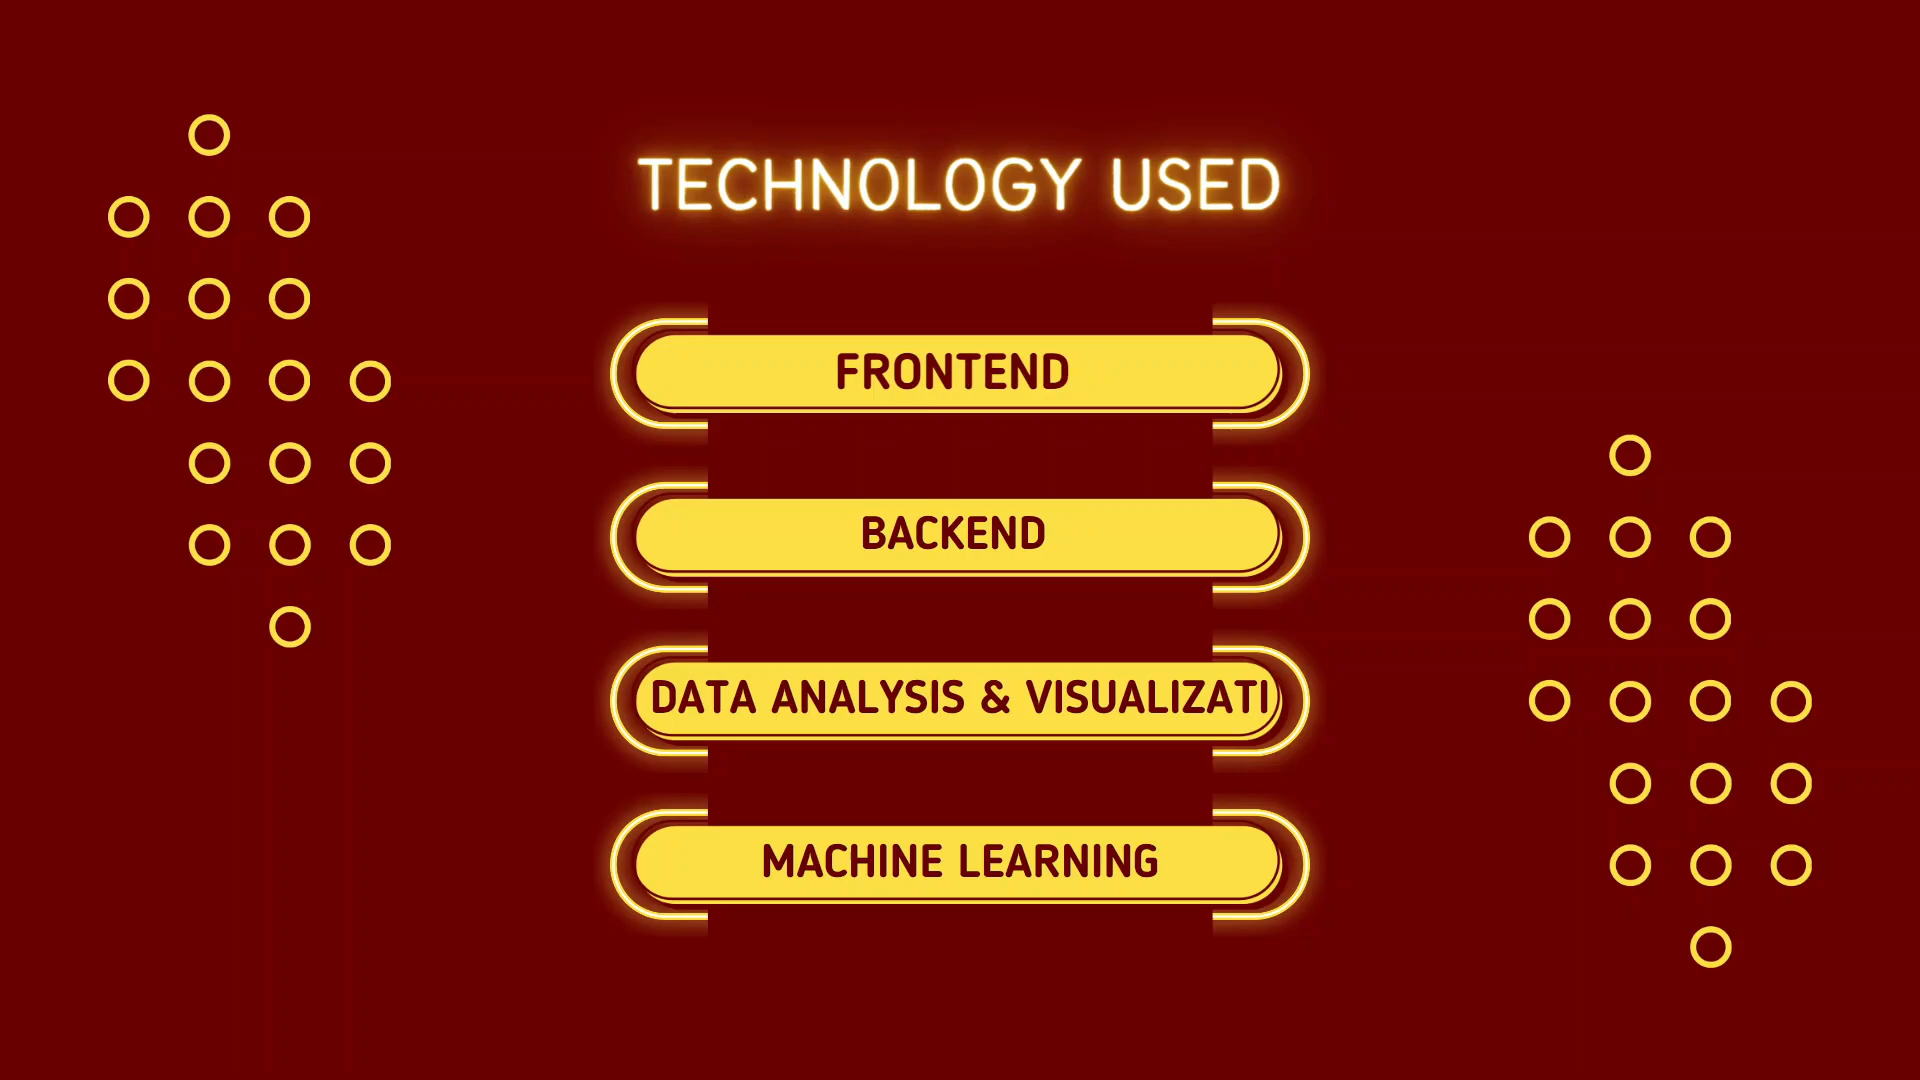 TECHNOLOGY USED
FRONTEND
BACKEND
DATA ANALYSIS & VISUALIZATI
MACHINE LEARNING